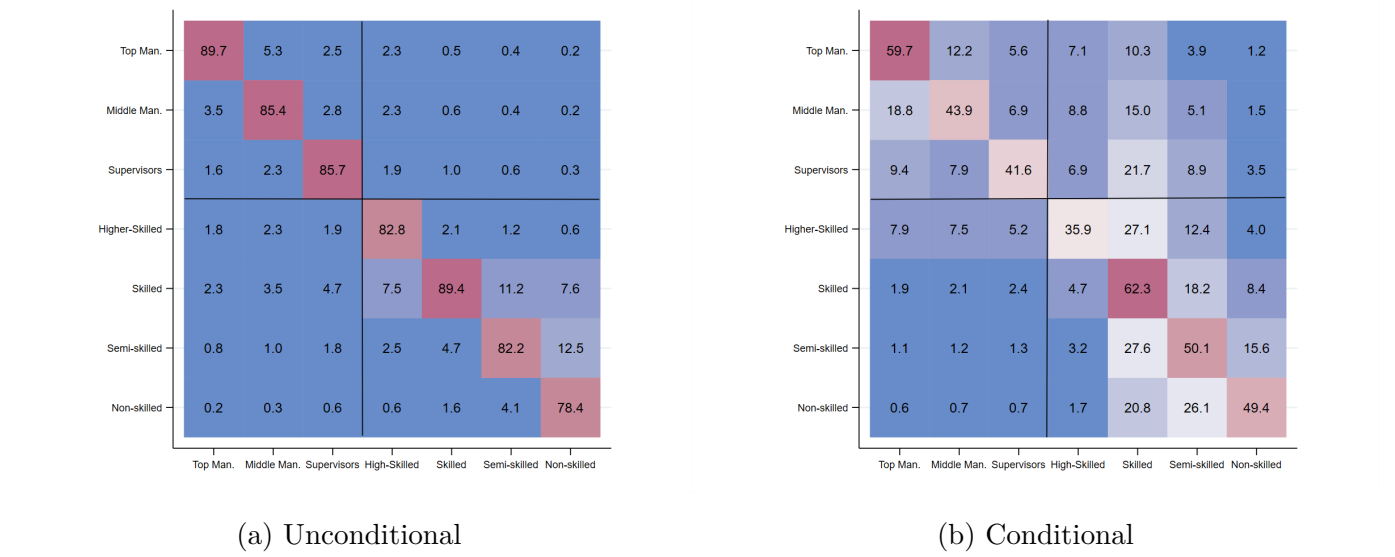 Top Man. 89.7 5.3 2.5 2.3 0.5 0.4 0.2
Middle Man. 3.5 85.4 2.8 2.3 0.6 0.4 0.2
Supervisors 1.6 2.3 85.7 1.9 1.0 0.6 0.3
Higher-Skilled 1.8 2.3 1.9 82.8 2.1 1.2 0.6
Skilled 2.3 3.5 4.7 7.5 89.4 11.2 7.6
Semi-skilled 0.8 1.0 1.8 2.5 4.7 82.2 12.5
Non-skilled 0.2 0.3 0.6 0.6 1.6 4.1 78.4
Top Man. Middle Man. Supervisors High-Skilled Skilled Semi-skilled Non-skilled
(a) Unconditional
Top Man. 59.7 12.2 5.6 7.1 10.3 3.9 1.2
Middle Man. 18.8 43.9 6.9 8.8 15.0 5.1 1.5
Supervisors 9.4 7.9 41.6 6.9 21.7 8.9 3.5
Higher-Skilled 7.9 7.5 5.2 35.9 27.1 12.4 4.0
Skilled 1.9 2.1 2.4 4.7 62.3 18.2 8.4
Semi-skilled 1.1 1.2 1.3 3.2 27.6 50.1 15.6
Non-skilled 0.6 0.7 0.7 1.7 20.8 26.1 49.4
Top Man. Middle Man. Supervisors High-Skilled Skilled Semi-skilled Non-skilled
(b) Conditional